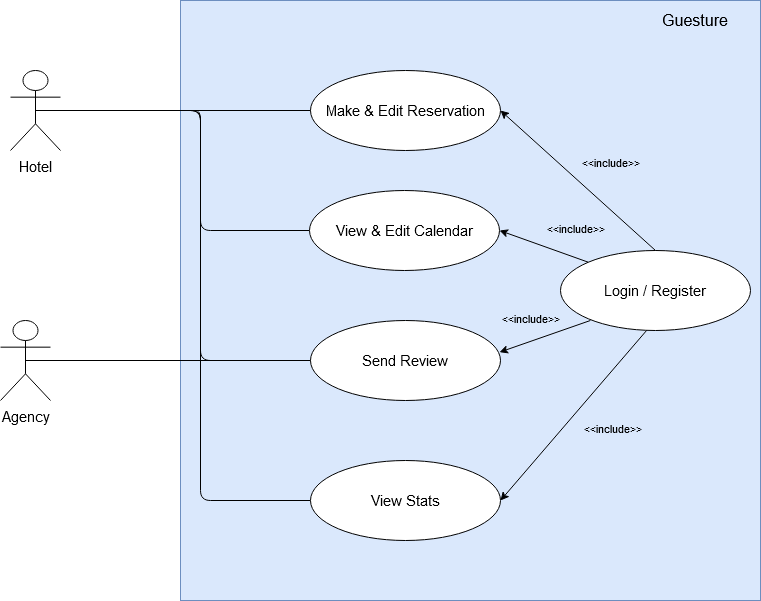 Guesture
Make & Edit Reservation
Hotel
<<include>>
View & Edit Calendar
<<include>>
Login / Register
<<include>>
Send Review
Agency
<<include>>
View Stats